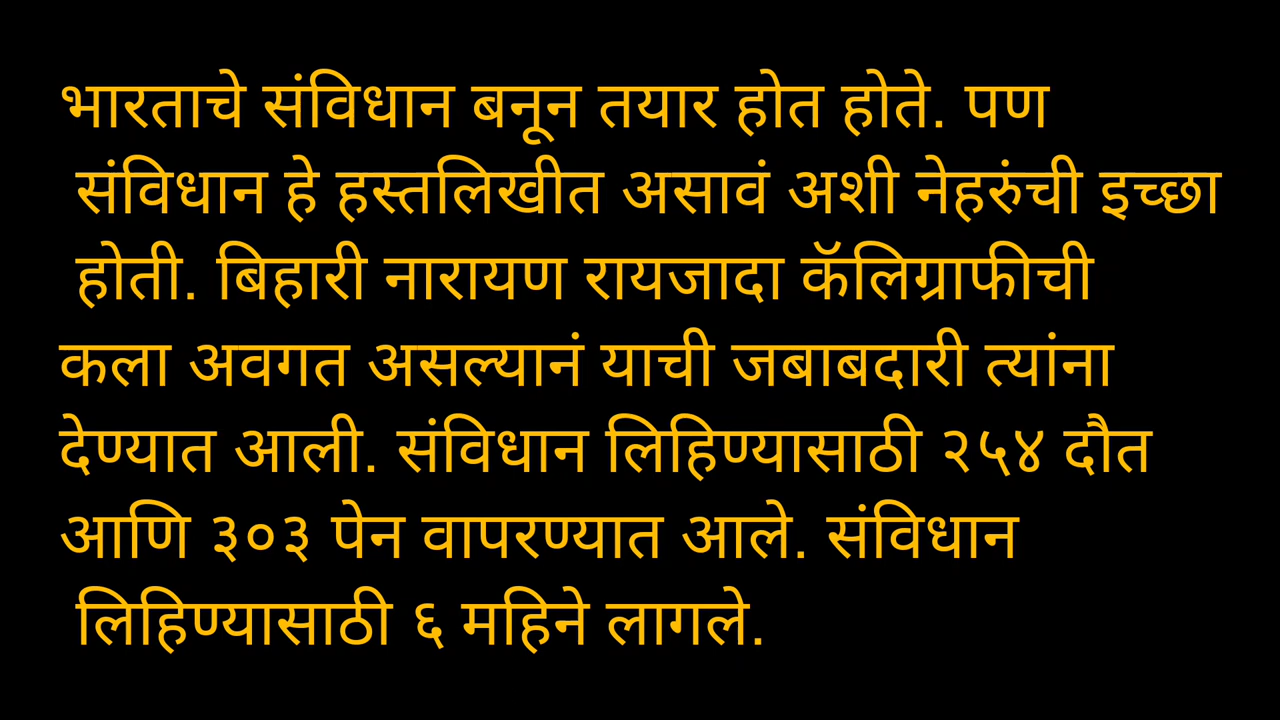 भारताचे संविधान बनून तयार होत होते. पण
संविधान हे हस्तलिखीत असावं अशी नेहरुंची इच्छा
होती. बिहारी नारायण रायजादा कॅलिग्राफीची
कला अवगत असल्यानं याची जबाबदारी त्यांना
देण्यात आली. संविधान लिहिण्यासाठी २५४ दौत
आणि ३०३ पेन वापरण्यात आले. संविधान
लिहिण्यासाठी ६ महिने लागले.